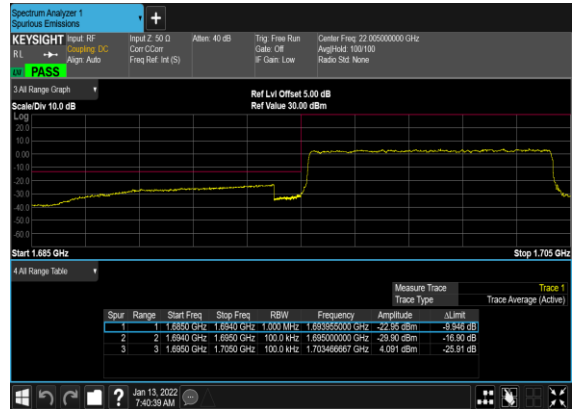 Spectrum Analyzer 1
Spurious Emissions
KEYSIGHT Input: RF Input Z: 50 Ω Atten: 40 dB Trig: Free Run Center Freq: 22.005000000 GHz
RL Coupling: DC Corr CCorr Gate: Off Avg|Hold: 100/100
Align: Auto Freq Ref: Int (S) IF Gain: Low Radio Std: None
PASS
3 All Range Graph
Ref Lvl Offset 5.00 dB
Scale/Div 10.0 dB Ref Value 30.00 dBm
Log
20.0
10.0
0.00
-10.0
-20.0
-30.0
-40.0
-50.0
-60.0
Start 1.685 GHz Stop 1.705 GHz
4 All Range Table
Measure Trace Trace 1
Trace Type Trace Average (Active)
Spur Range Start Freq Stop Freq RBW Frequency Amplitude ΔLimit
1 1 1.6850 GHz 1.6940 GHz 1.000 MHz 1.693955000 GHz -22.95 dBm -9.946 dB
2 2 1.6940 GHz 1.6950 GHz 100.0 kHz 1.695000000 GHz -29.90 dBm -16.90 dB
3 3 1.6950 GHz 1.7050 GHz 100.0 kHz 1.703466667 GHz 4.091 dBm -25.91 dB
? Jan 13, 2022
7:40:39 AM